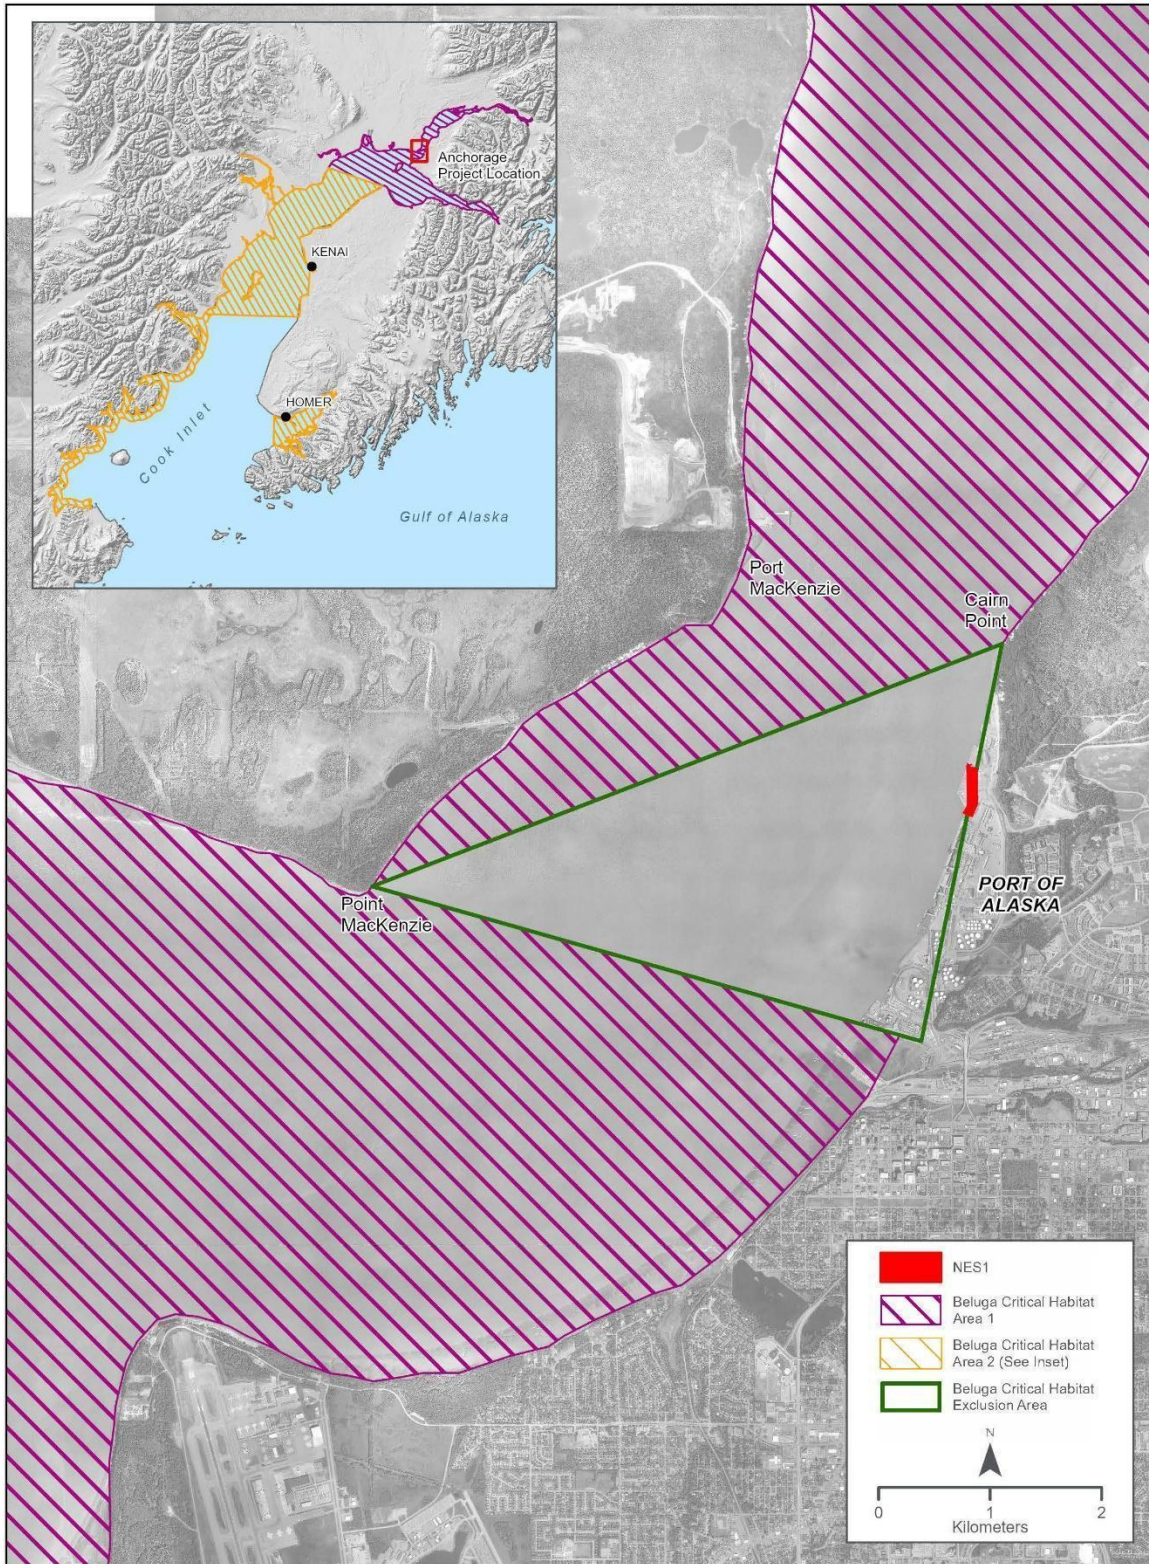 Anchorage
Project Location
KENAI
HOMER
Cook Inlet
Gulf of Alaska
Port
MacKenzie
Cairn
Point
Point
MacKenzie
PORT OF
ALASKA
NES1
Beluga Critical Habitat
Area 1
Beluga Critical Habitat
Area 2 (See Inset)
Beluga Critical Habitat
Exclusion Area
N
0 1 2
Kilometers